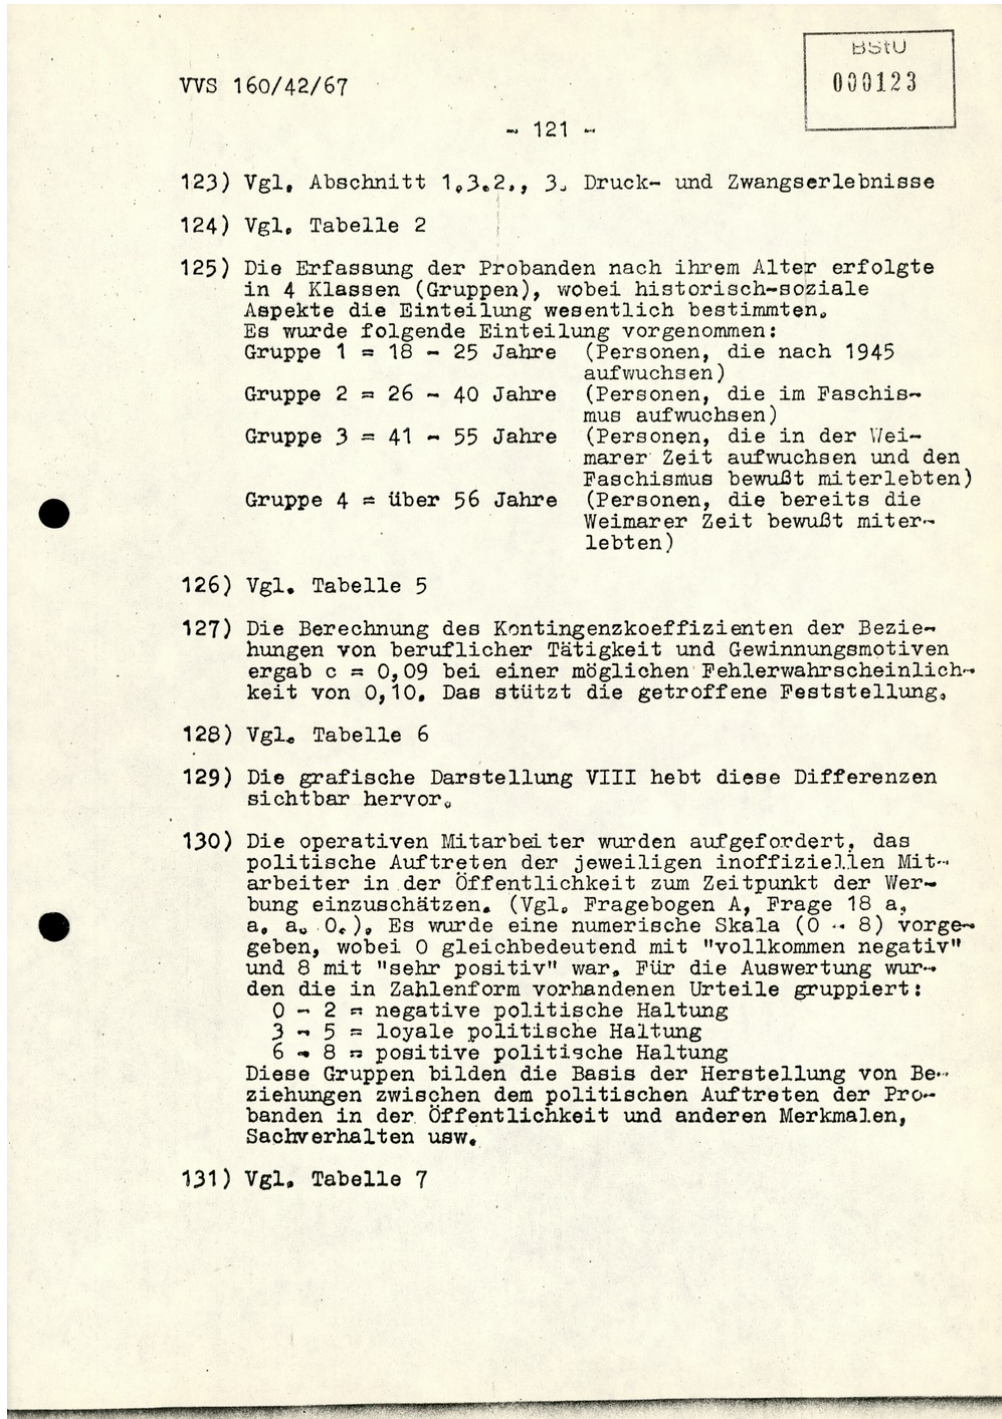 BStU
000123
VVS 160/42/67
- 121 -
123) Vgl. Abschnitt 1.3.2., 3. Druck- und Zwangserlebnisse
124) Vgl. Tabelle 2
125) Die Erfassung der Probanden nach ihrem Alter erfolgte
in 4 Klassen (Gruppen), wobei historisch-soziale
Aspekte die Einteilung wesentlich bestimmten.
Es wurde folgende Einteilung vorgenommen:
Gruppe 1 = 18 - 25 Jahre (Personen, die nach 1945
aufwuchsen)
Gruppe 2 = 26 - 40 Jahre (Personen, die im Faschis-
mus aufwuchsen)
Gruppe 3 = 41 - 55 Jahre (Personen, die in der Wei-
marer Zeit aufwuchsen und den
Faschismus bewußt miterlebten)
Gruppe 4 = über 56 Jahre (Personen, die bereits die
Weimarer Zeit bewußt miter-
lebten)
126) Vgl. Tabelle 5
127) Die Berechnung des Kontingenzkoeffizienten der Bezie-
hungen von beruflicher Tätigkeit und Gewinnungsmotiven
ergab c = 0,09 bei einer möglichen Fehlerwahrscheinlich-
keit von 0,10. Das stützt die getroffene Feststellung.
128) Vgl. Tabelle 6
129) Die grafische Darstellung VIII hebt diese Differenzen
sichtbar hervor.
130) Die operativen Mitarbeiter wurden aufgefordert, das
politische Auftreten der jeweiligen inoffiziellen Mit-
arbeiter in der Öffentlichkeit zum Zeitpunkt der Wer-
bung einzuschätzen. (Vgl. Fragebogen A, Frage 18 a,
a. a. O.). Es wurde eine numerische Skala (0 - 8) vorge-
geben, wobei 0 gleichbedeutend mit "vollkommen negativ"
und 8 mit "sehr positiv" war. Für die Auswertung wur-
den die in Zahlenform vorhandenen Urteile gruppiert:
0 - 2 = negative politische Haltung
3 - 5 = loyale politische Haltung
6 - 8 = positive politische Haltung
Diese Gruppen bilden die Basis der Herstellung von Be-
ziehungen zwischen dem politischen Auftreten der Pro-
banden in der Öffentlichkeit und anderen Merkmalen,
Sachverhalten usw.
131) Vgl. Tabelle 7